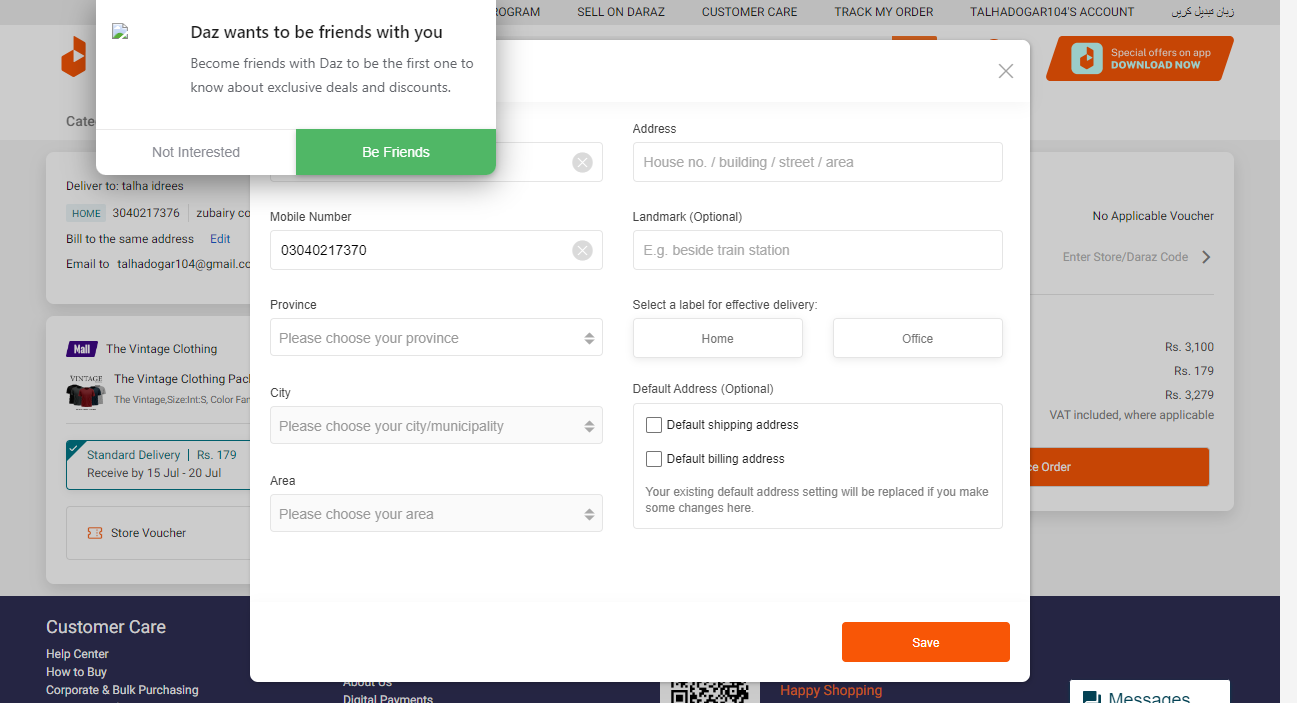 ROGRAM SELL ON DARAZ CUSTOMER CARE TRACK MY ORDER TALHADOGAR104'S ACCOUNT زبان تبدیل کریں
Daz wants to be friends with you
Become friends with Daz to be the first one to
know about exclusive deals and discounts.
Not Interested Be Friends
Special offers on app
DOWNLOAD NOW
Cate
Deliver to: talha idrees
HOME 3040217376 zubairy co
Bill to the same address Edit
Email to talhadogar104@gmail.co
Mall The Vintage Clothing
VINTAGE
The Vintage Clothing Pac
The Vintage,Size:Int:S, Color Fam
Standard Delivery | Rs. 179
Receive by 15 Jul - 20 Jul
Store Voucher
Mobile Number
03040217370
Province
Please choose your province
City
Please choose your city/municipality
Area
Please choose your area
Address
House no. / building / street / area
Landmark (Optional)
E.g. beside train station
Select a label for effective delivery:
Home Office
Default Address (Optional)
Default shipping address
Default billing address
Your existing default address setting will be replaced if you make
some changes here.
Save
No Applicable Voucher
Enter Store/Daraz Code
Rs. 3,100
Rs. 179
Rs. 3,279
VAT included, where applicable
ce Order
Customer Care
Help Center
How to Buy
Corporate & Bulk Purchasing
About Us
Digital Payments
Happy Shopping
Messages